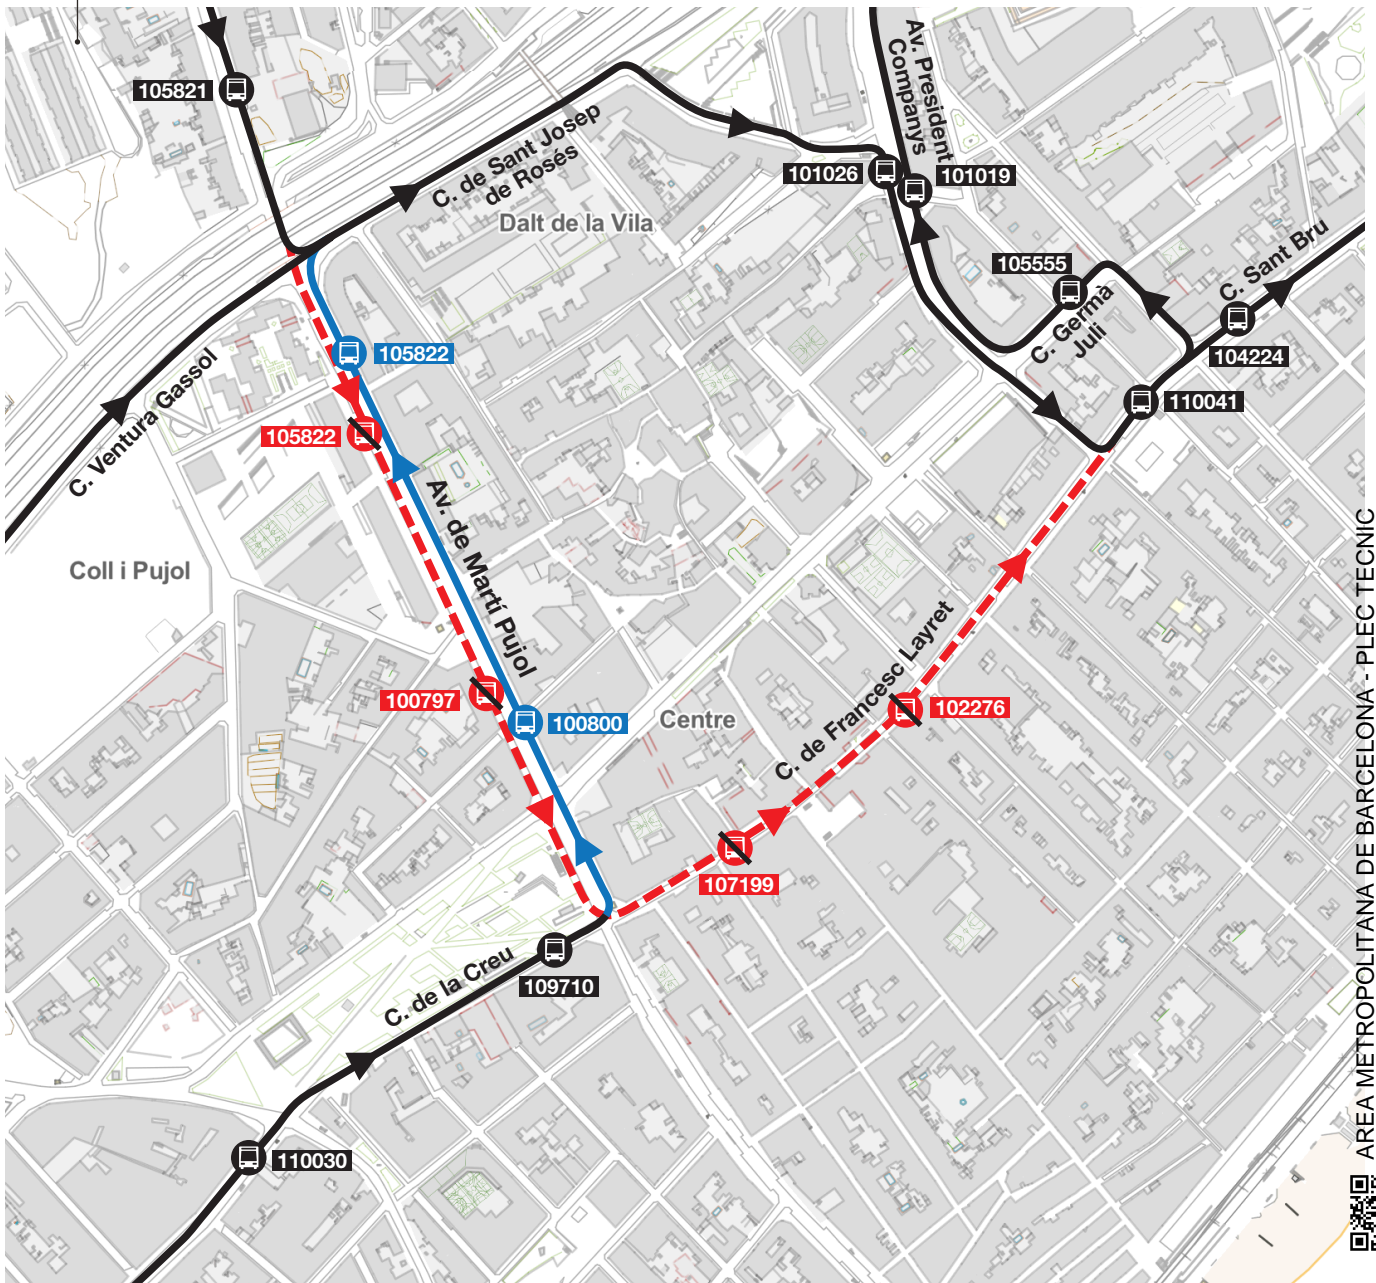 105821
Av. President
Companys
C. de Sant Josep
de Rosés
101026
101019
Dalt de la Vila
105555
C. Sant Bru
C. Germà
Juli
104224
105822
C. Ventura Gassol
110041
105822
Av. de Martí Pujol
Coll i Pujol
100797
100800
Centre
C. de Francesc Layret
102276
107199
C. de la Creu
109710
110030
AREA METROPOLITANA DE BARCELONA - PLEC TECNIC